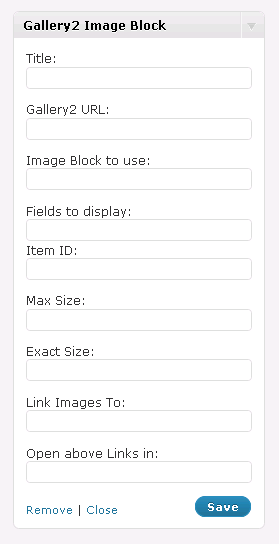 Gallery2 Image Block
Title:
Gallery2 URL:
Image Block to use:
Fields to display:
Item ID:
Max Size:
Exact Size:
Link Images To:
Open above Links in:
Remove | Close
Save